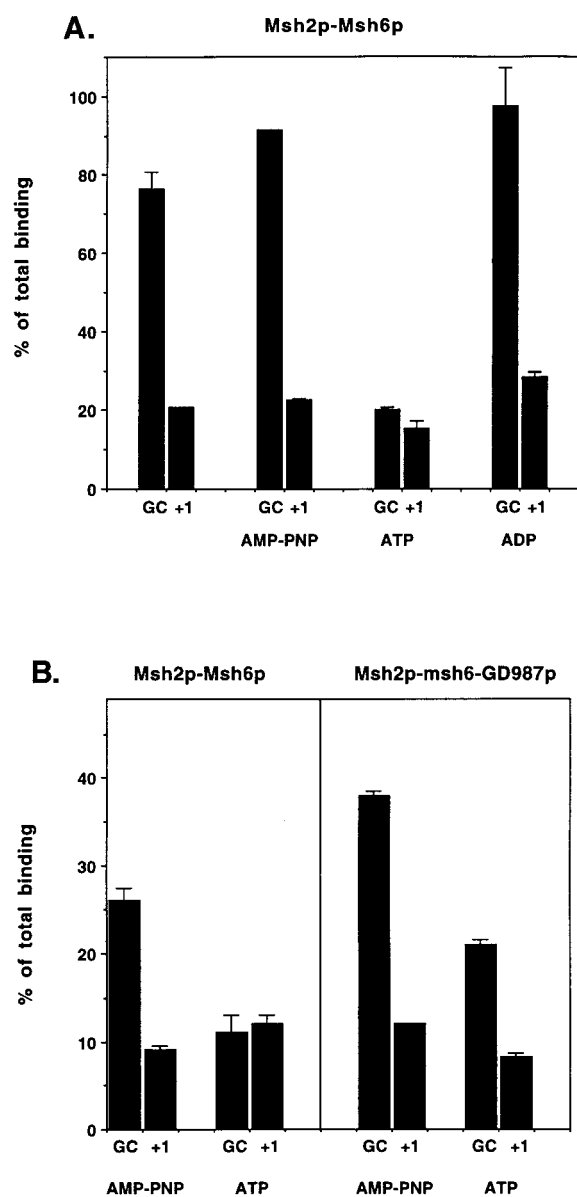 A.
Msh2p-Msh6p
% of total binding
100
80
60
40
20
0
GC +1 GC +1 GC +1 GC +1
AMP-PNP ATP ADP
B.
Msh2p-Msh6p Msh2p-msh6-GD987p
% of total binding
40
30
20
10
0
GC +1 GC +1 GC +1 GC +1
AMP-PNP ATP AMP-PNP ATP